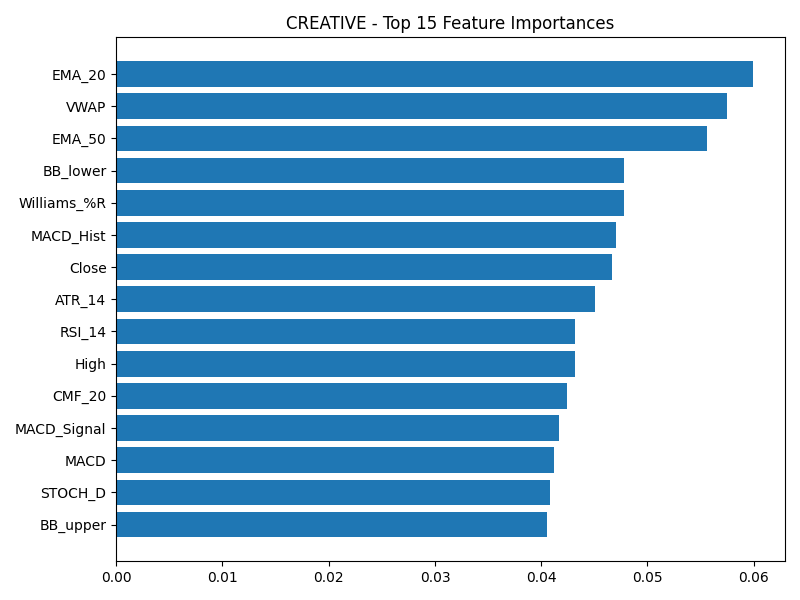 CREATIVE - Top 15 Feature Importances
EMA_20
VWAP
EMA_50
BB_lower
Williams_%R
MACD_Hist
Close
ATR_14
RSI_14
High
CMF_20
MACD_Signal
MACD
STOCH_D
BB_upper
0.00 0.01 0.02 0.03 0.04 0.05 0.06